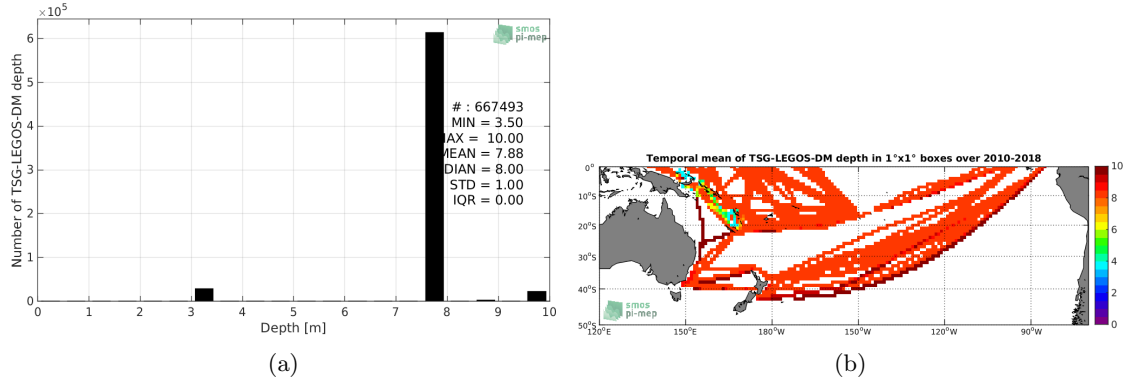 ×10⁵
smos
pi-mep
Number of TSG-LEGOS-DM depth
6
5
4
3
2
1
0
# : 667493
MIN = 3.50
MAX = 10.00
MEAN = 7.88
DIAN = 8.00
STD = 1.00
IQR = 0.00
0 1 2 3 4 5 6 7 8 9 10
Depth [m]
(a)
Temporal mean of TSG-LEGOS-DM depth in 1°x1° boxes over 2010-2018
0°
10°S
20°S
30°S
40°S
50°S
120°E 150°E 180°W 150°W 120°W 90°W
smos
pi-mep
10
8
6
4
2
0
(b)